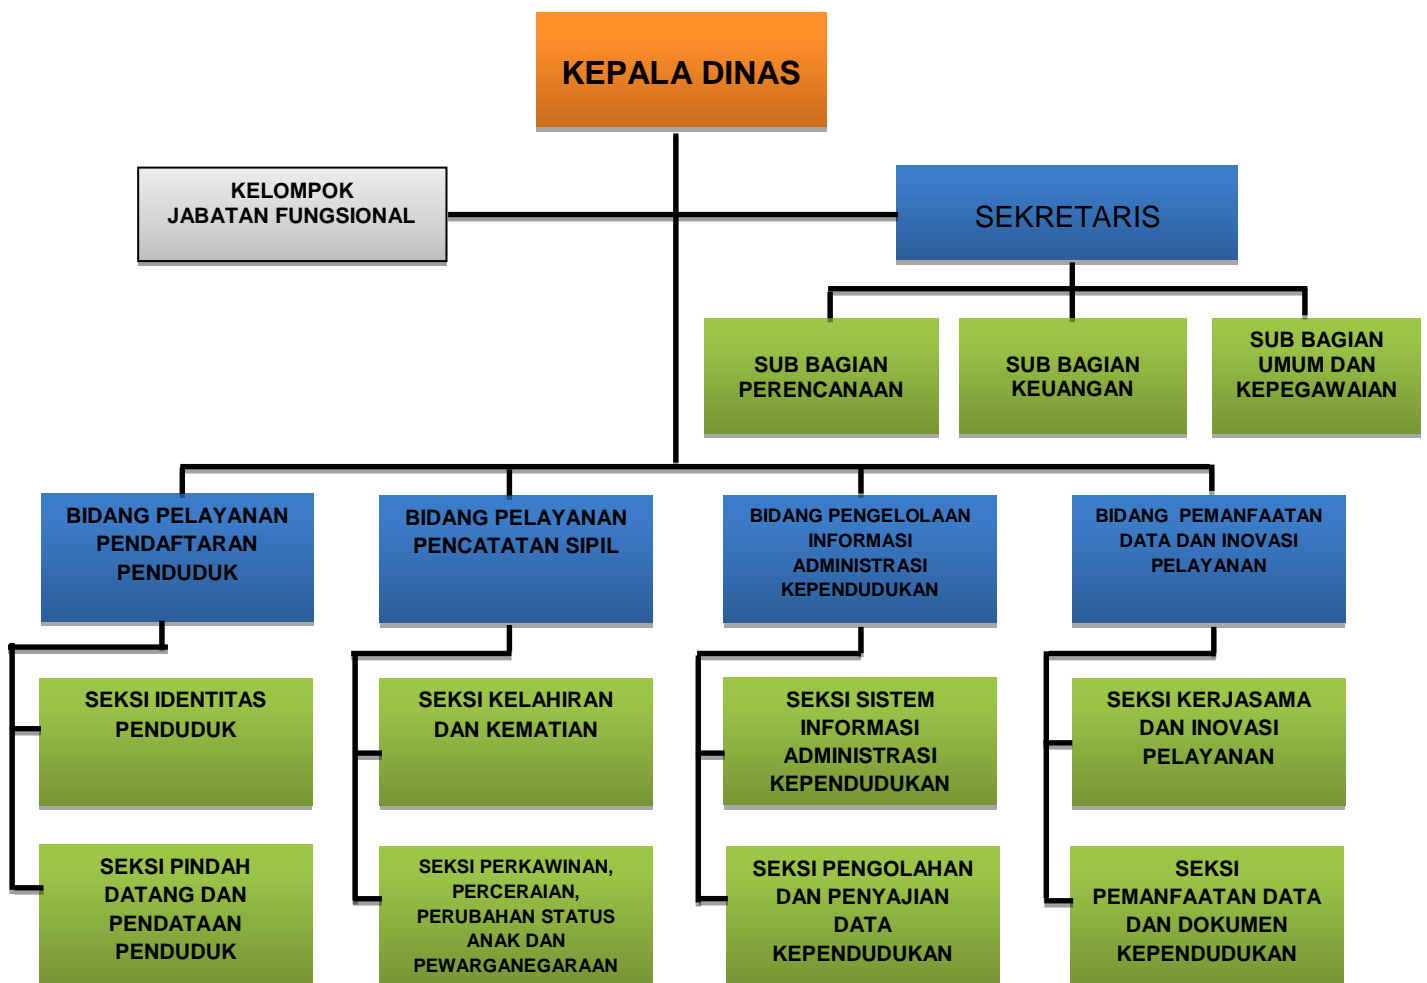 KEPALA DINAS
KELOMPOK
JABATAN FUNGSIONAL
SEKRETARIS
SUB BAGIAN
PERENCANAAN
SUB BAGIAN
KEUANGAN
SUB BAGIAN
UMUM DAN
KEPEGAWAIAN
BIDANG PELAYANAN
PENDAFTARAN
PENDUDUK
BIDANG PELAYANAN
PENCATATAN SIPIL
BIDANG PENGELOLAAN
INFORMASI
ADMINISTRASI
KEPENDUDUKAN
BIDANG PEMANFAATAN
DATA DAN INOVASI
PELAYANAN
SEKSI IDENTITAS
PENDUDUK
SEKSI KELAHIRAN
DAN KEMATIAN
SEKSI SISTEM
INFORMASI
ADMINISTRASI
KEPENDUDUKAN
SEKSI KERJASAMA
DAN INOVASI
PELAYANAN
SEKSI PINDAH
DATANG DAN
PENDATAAN
PENDUDUK
SEKSI PERKAWINAN,
PERCERAIAN,
PERUBAHAN STATUS
ANAK DAN
PEWARGANEGARAAN
SEKSI PENGOLAHAN
DAN PENYAJIAN
DATA
KEPENDUDUKAN
SEKSI
PEMANFAATAN DATA
DAN DOKUMEN
KEPENDUDUKAN